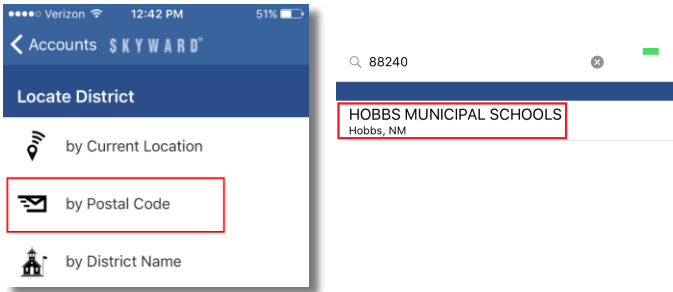 Verizon 12:42 PM 51%
Accounts SKYWARD®
Locate District
by Current Location
by Postal Code
by District Name
88240
HOBBS MUNICIPAL SCHOOLS
Hobbs, NM